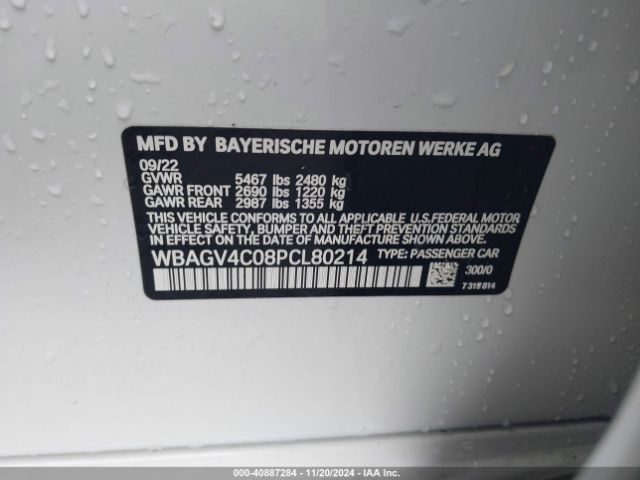 MFD BY BAYERISCHE MOTOREN WERKE AG
09/22
GVWR 5467 lbs 2480 kg
GAWR FRONT 2690 lbs 1220 kg
GAWR REAR 2987 lbs 1355 kg
THIS VEHICLE CONFORMS TO ALL APPLICABLE U.S.FEDERAL MOTOR
VEHICLE SAFETY, BUMPER AND THEFT PREVENTION STANDARDS
IN EFFECT ON THE DATE OF MANUFACTURE SHOWN ABOVE.
WBAGV4C08PCL80214 TYPE: PASSENGER CAR
300/0
7315814
000-40887284 | 11/20/2024 - IAA Inc.